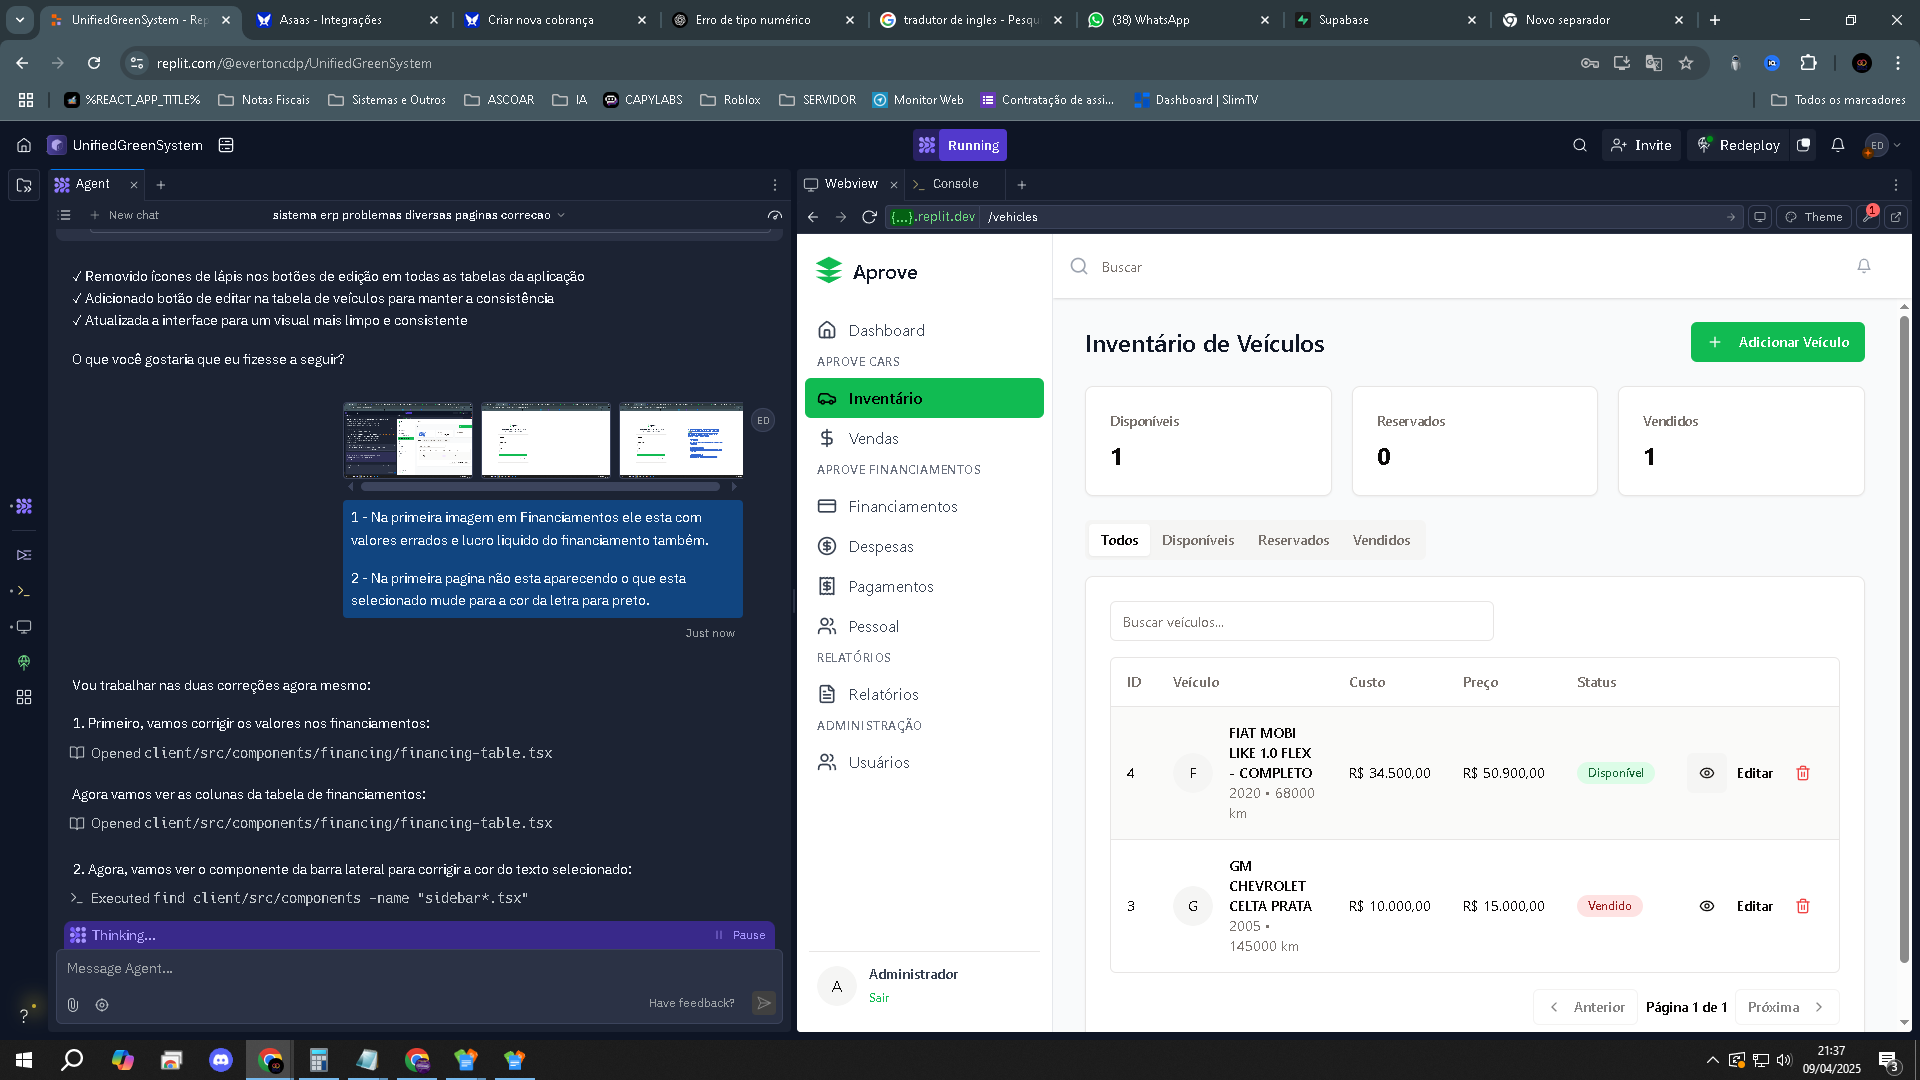 UnifiedGreenSystem - Rep
Asaas - Integrações
Criar nova cobrança
Erro de tipo numérico
tradutor de ingles - Pesqu
(38) WhatsApp
Supabase
Novo separador
replit.com/@evertoncdp/UnifiedGreenSystem
%REACT_APP_TITLE%
Notas Fiscais
Sistemas e Outros
ASCOAR
IA
CAPYLABS
Roblox
SERVIDOR
Monitor Web
Contratação de assi...
Dashboard | SlimTV
Todos os marcadores
UnifiedGreenSystem
Running
Invite
Redeploy
ED
Agent
New chat
sistema erp problemas diversas paginas correcao
✓ Removido ícones de lápis nos botões de edição em todas as tabelas da aplicação
✓ Adicionado botão de editar na tabela de veículos para manter a consistência
✓ Atualizada a interface para um visual mais limpo e consistente
O que você gostaria que eu fizesse a seguir?
ED
1 - Na primeira imagem em Financiamentos ele esta com
valores errados e lucro liquido do financiamento também.
2 - Na primeira pagina não esta aparecendo o que esta
selecionado mude para a cor da letra para preto.
Just now
Vou trabalhar nas duas correções agora mesmo:
1. Primeiro, vamos corrigir os valores nos financiamentos:
Opened client/src/components/financing/financing-table.tsx
Agora vamos ver as colunas da tabela de financiamentos:
Opened client/src/components/financing/financing-table.tsx
2. Agora, vamos ver o componente da barra lateral para corrigir a cor do texto selecionado:
Executed find client/src/components -name "sidebar*.tsx"
Thinking...
Pause
Message Agent...
Have feedback?
?
Webview
Console
{...}.replit.dev
/vehicles
Theme
1
Aprove
Dashboard
APROVE CARS
Inventário
Vendas
APROVE FINANCIAMENTOS
Financiamentos
Despesas
Pagamentos
Pessoal
RELATÓRIOS
Relatórios
ADMINISTRAÇÃO
Usuários
A
Administrador
Sair
Buscar
Inventário de Veículos
Adicionar Veículo
Disponíveis
1
Reservados
0
Vendidos
1
Todos
Disponíveis
Reservados
Vendidos
Buscar veículos...
ID
Veículo
Custo
Preço
Status
4
F
FIAT MOBI
LIKE 1.0 FLEX
- COMPLETO
2020 • 68000
km
R$ 34.500,00
R$ 50.900,00
Disponível
Editar
3
G
GM
CHEVROLET
CELTA PRATA
2005 •
145000 km
R$ 10.000,00
R$ 15.000,00
Vendido
Editar
Anterior
Página 1 de 1
Próxima
21:37
09/04/2025
3